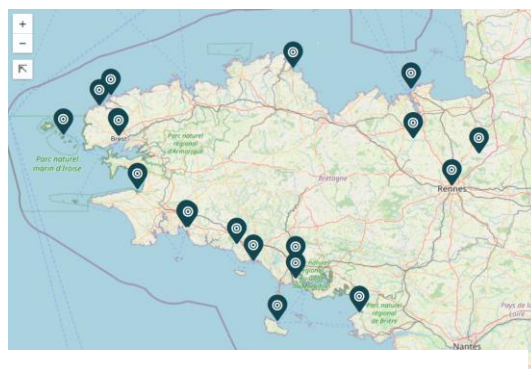 +
−
Brest
Parc naturel
régional
d'Armorique
Parc naturel
marin d'Iroise
Bretagne
Rennes
Parc
naturel
régional
de Brière
Pays de la
Loire
Nantes